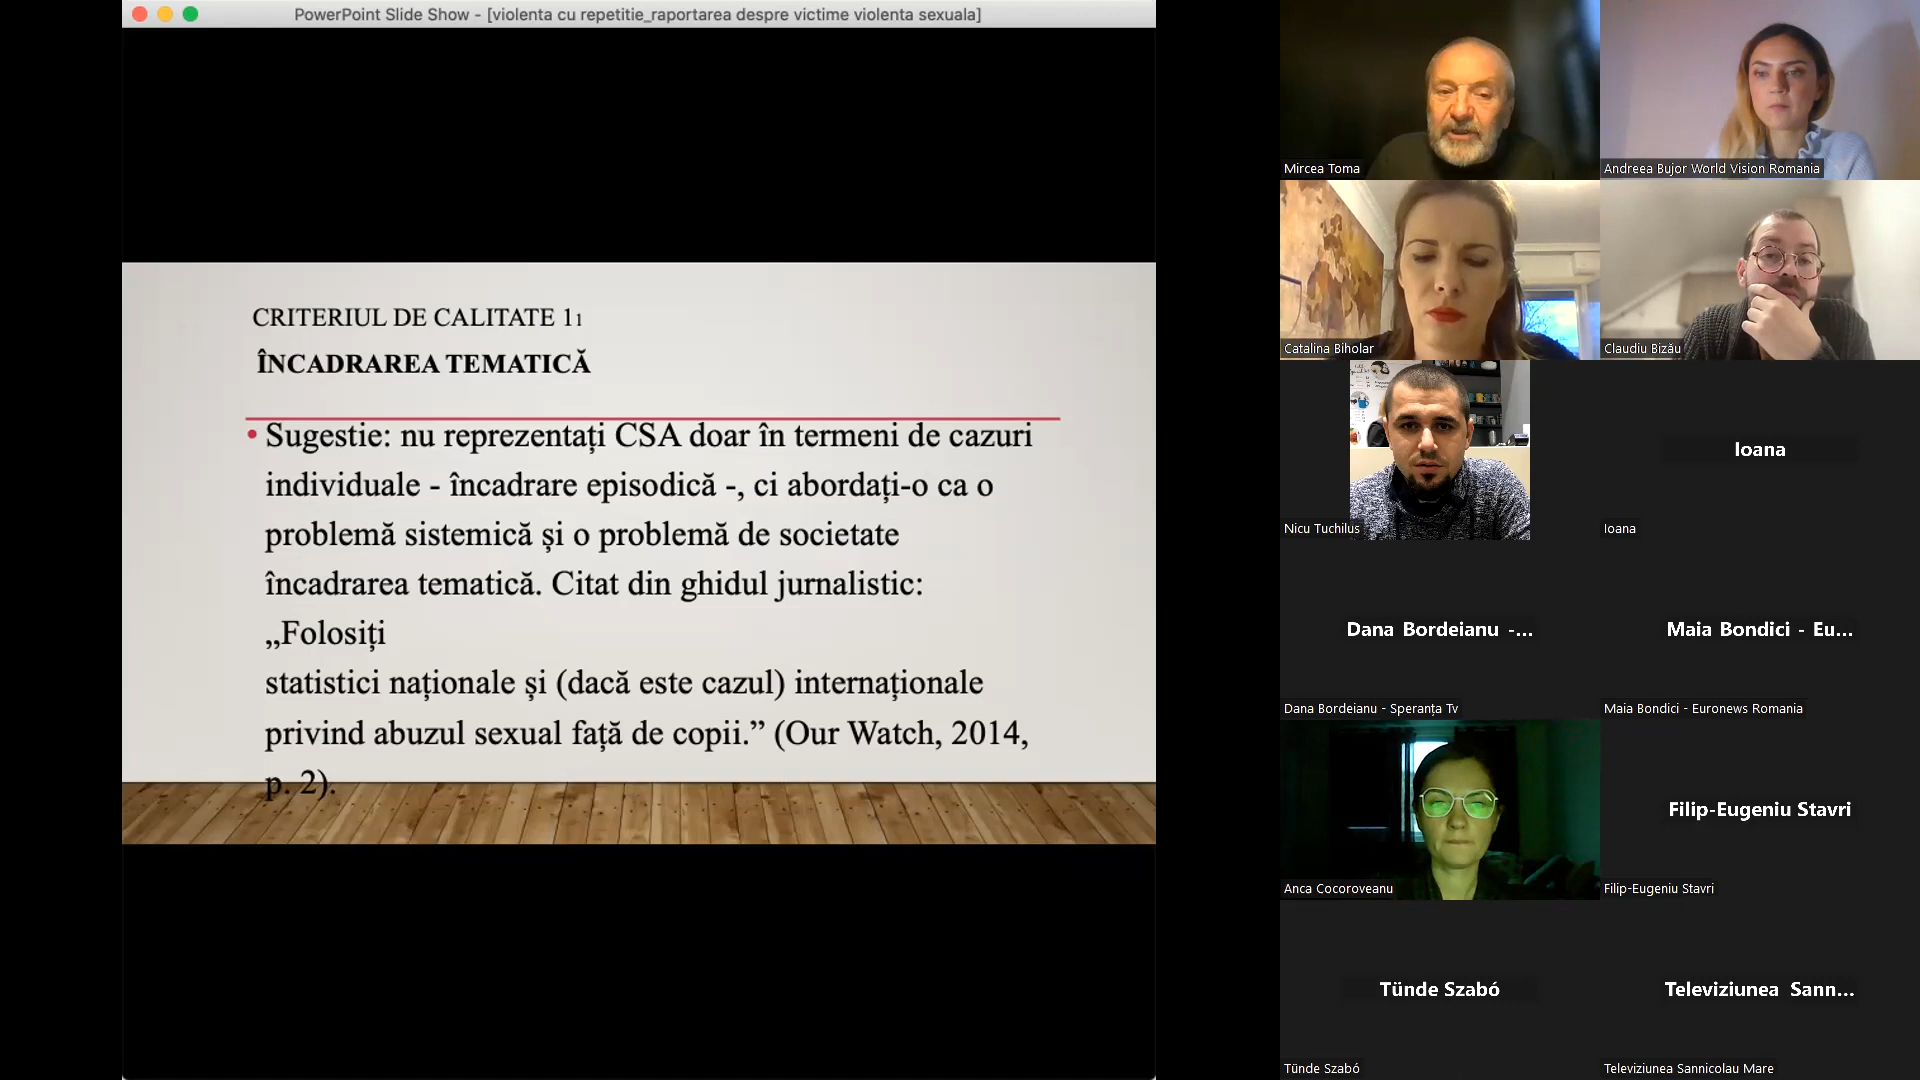 PowerPoint Slide Show - [violenta cu repetitie_raportarea despre victime violenta sexuala]
CRITERIUL DE CALITATE 11
ÎNCADRAREA TEMATICĂ
• Sugestie: nu reprezentați CSA doar în termeni de cazuri
individuale - încadrare episodică -, ci abordați-o ca o
problemă sistemică și o problemă de societate
încadrarea tematică. Citat din ghidul jurnalistic:
„Folosiți
statistici naționale și (dacă este cazul) internaționale
privind abuzul sexual față de copii.” (Our Watch, 2014,
p. 2).
Mircea Toma
Andreea Bujor World Vision Romania
Catalina Biholar
Claudiu Bizău
Nicu Tuchilus
Ioana
Ioana
Dana Bordeianu -...
Dana Bordeianu - Speranța Tv
Maia Bondici - Eu...
Maia Bondici - Euronews Romania
Anca Cocoroveanu
Filip-Eugeniu Stavri
Filip-Eugeniu Stavri
Tünde Szabó
Tünde Szabó
Televiziunea Sann...
Televiziunea Sannicolau Mare